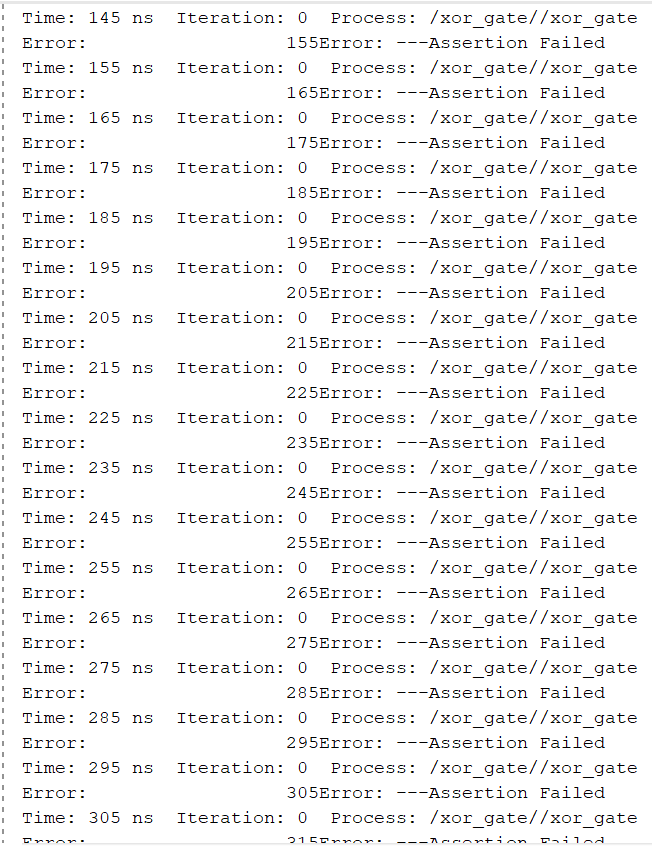 Time: 145 ns  Iteration: 0  Process: /xor_gate//xor_gate
Error:                  155Error: ---Assertion Failed
Time: 155 ns  Iteration: 0  Process: /xor_gate//xor_gate
Error:                  165Error: ---Assertion Failed
Time: 165 ns  Iteration: 0  Process: /xor_gate//xor_gate
Error:                  175Error: ---Assertion Failed
Time: 175 ns  Iteration: 0  Process: /xor_gate//xor_gate
Error:                  185Error: ---Assertion Failed
Time: 185 ns  Iteration: 0  Process: /xor_gate//xor_gate
Error:                  195Error: ---Assertion Failed
Time: 195 ns  Iteration: 0  Process: /xor_gate//xor_gate
Error:                  205Error: ---Assertion Failed
Time: 205 ns  Iteration: 0  Process: /xor_gate//xor_gate
Error:                  215Error: ---Assertion Failed
Time: 215 ns  Iteration: 0  Process: /xor_gate//xor_gate
Error:                  225Error: ---Assertion Failed
Time: 225 ns  Iteration: 0  Process: /xor_gate//xor_gate
Error:                  235Error: ---Assertion Failed
Time: 235 ns  Iteration: 0  Process: /xor_gate//xor_gate
Error:                  245Error: ---Assertion Failed
Time: 245 ns  Iteration: 0  Process: /xor_gate//xor_gate
Error:                  255Error: ---Assertion Failed
Time: 255 ns  Iteration: 0  Process: /xor_gate//xor_gate
Error:                  265Error: ---Assertion Failed
Time: 265 ns  Iteration: 0  Process: /xor_gate//xor_gate
Error:                  275Error: ---Assertion Failed
Time: 275 ns  Iteration: 0  Process: /xor_gate//xor_gate
Error:                  285Error: ---Assertion Failed
Time: 285 ns  Iteration: 0  Process: /xor_gate//xor_gate
Error:                  295Error: ---Assertion Failed
Time: 295 ns  Iteration: 0  Process: /xor_gate//xor_gate
Error:                  305Error: ---Assertion Failed
Time: 305 ns  Iteration: 0  Process: /xor_gate//xor_gate
Error:                  315Error: ---Assertion Failed